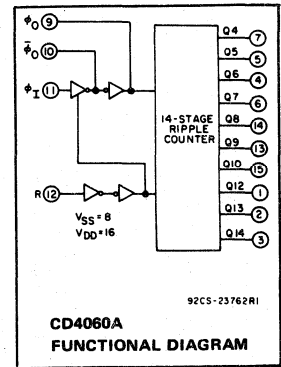 φO 9
φ̄O 10
φI 11
R 12
VSS = 8
VDD = 16
14-STAGE
RIPPLE
COUNTER
Q4 7
Q5 5
Q6 4
Q7 6
Q8 14
Q9 13
Q10 15
Q12 1
Q13 2
Q14 3
92CS-23762R1
CD4060A
FUNCTIONAL DIAGRAM